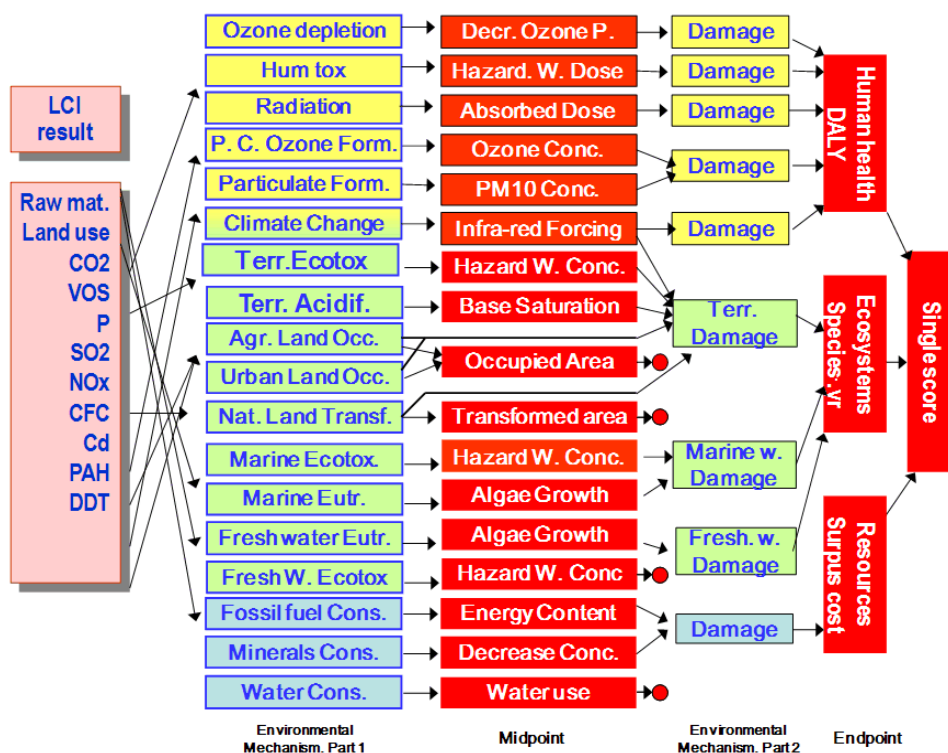 LCI
result
Raw mat.
Land use
CO2
VOS
P
SO2
NOx
CFC
Cd
PAH
DDT
Ozone depletion
Hum tox
Radiation
P. C. Ozone Form.
Particulate Form.
Climate Change
Terr.Ecotox
Terr. Acidif.
Agr. Land Occ.
Urban Land Occ.
Nat. Land Transf.
Marine Ecotox.
Marine Eutr.
Freshwater Eutr.
Fresh W. Ecotox
Fossil fuel Cons.
Minerals Cons.
Water Cons.
Environmental
Mechanism. Part 1
Decr. Ozone P.
Hazard. W. Dose
Absorbed Dose
Ozone Conc.
PM10 Conc.
Infra-red Forcing
Hazard W. Conc.
Base Saturation
Occupied Area
Transformed area
Hazard W. Conc.
Algae Growth
Algae Growth
Hazard W. Conc
Energy Content
Decrease Conc.
Water use
Midpoint
Damage
Damage
Damage
Damage
Damage
Terr.
Damage
Marine w.
Damage
Fresh. w.
Damage
Damage
Environmental
Mechanism. Part 2
Human health
DALY
Ecosystems
Species·.yr
Resources
Surpus cost
Endpoint
Single score